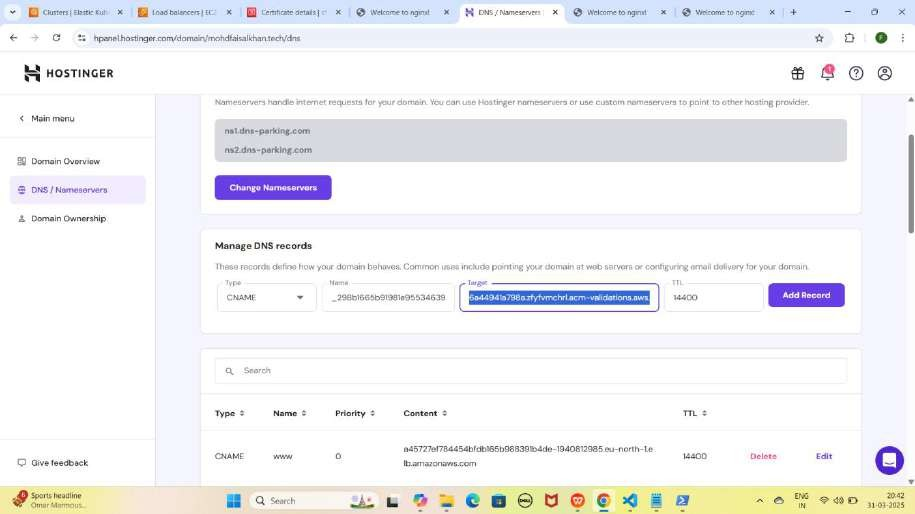 Clusters | Elastic Kub
Load balancers | EC2
Certificate details | cl
Welcome to nginx!
DNS / Nameservers |
Welcome to nginx!
Welcome to nginx!
hpanel.hostinger.com/domain/mohdfaisalkhan.tech/dns
F
HOSTINGER
1
Main menu
Domain Overview
DNS / Nameservers
Domain Ownership
Give feedback
Nameservers handle internet requests for your domain. You can use Hostinger nameservers or use custom nameservers to point to other hosting provider.
ns1.dns-parking.com
ns2.dns-parking.com
Change Nameservers
Manage DNS records
These records define how your domain behaves. Common uses include pointing your domain at web servers or configuring email delivery for your domain.
Type Name Target TTL
CNAME _298b1665b91981e95534639 6a44941a798a.zfyfvmchrl.acm-validations.aws. 14400 Add Record
Search
Type Name Priority Content TTL
CNAME www 0 a45727ef784454bfdb165b988391b4de-1940812985.eu-north-1.e
lb.amazonaws.com 14400 Delete Edit
6
Sports headline
Omar Marmous...
Search
DELL
ENG
IN
20:42
31-03-2025